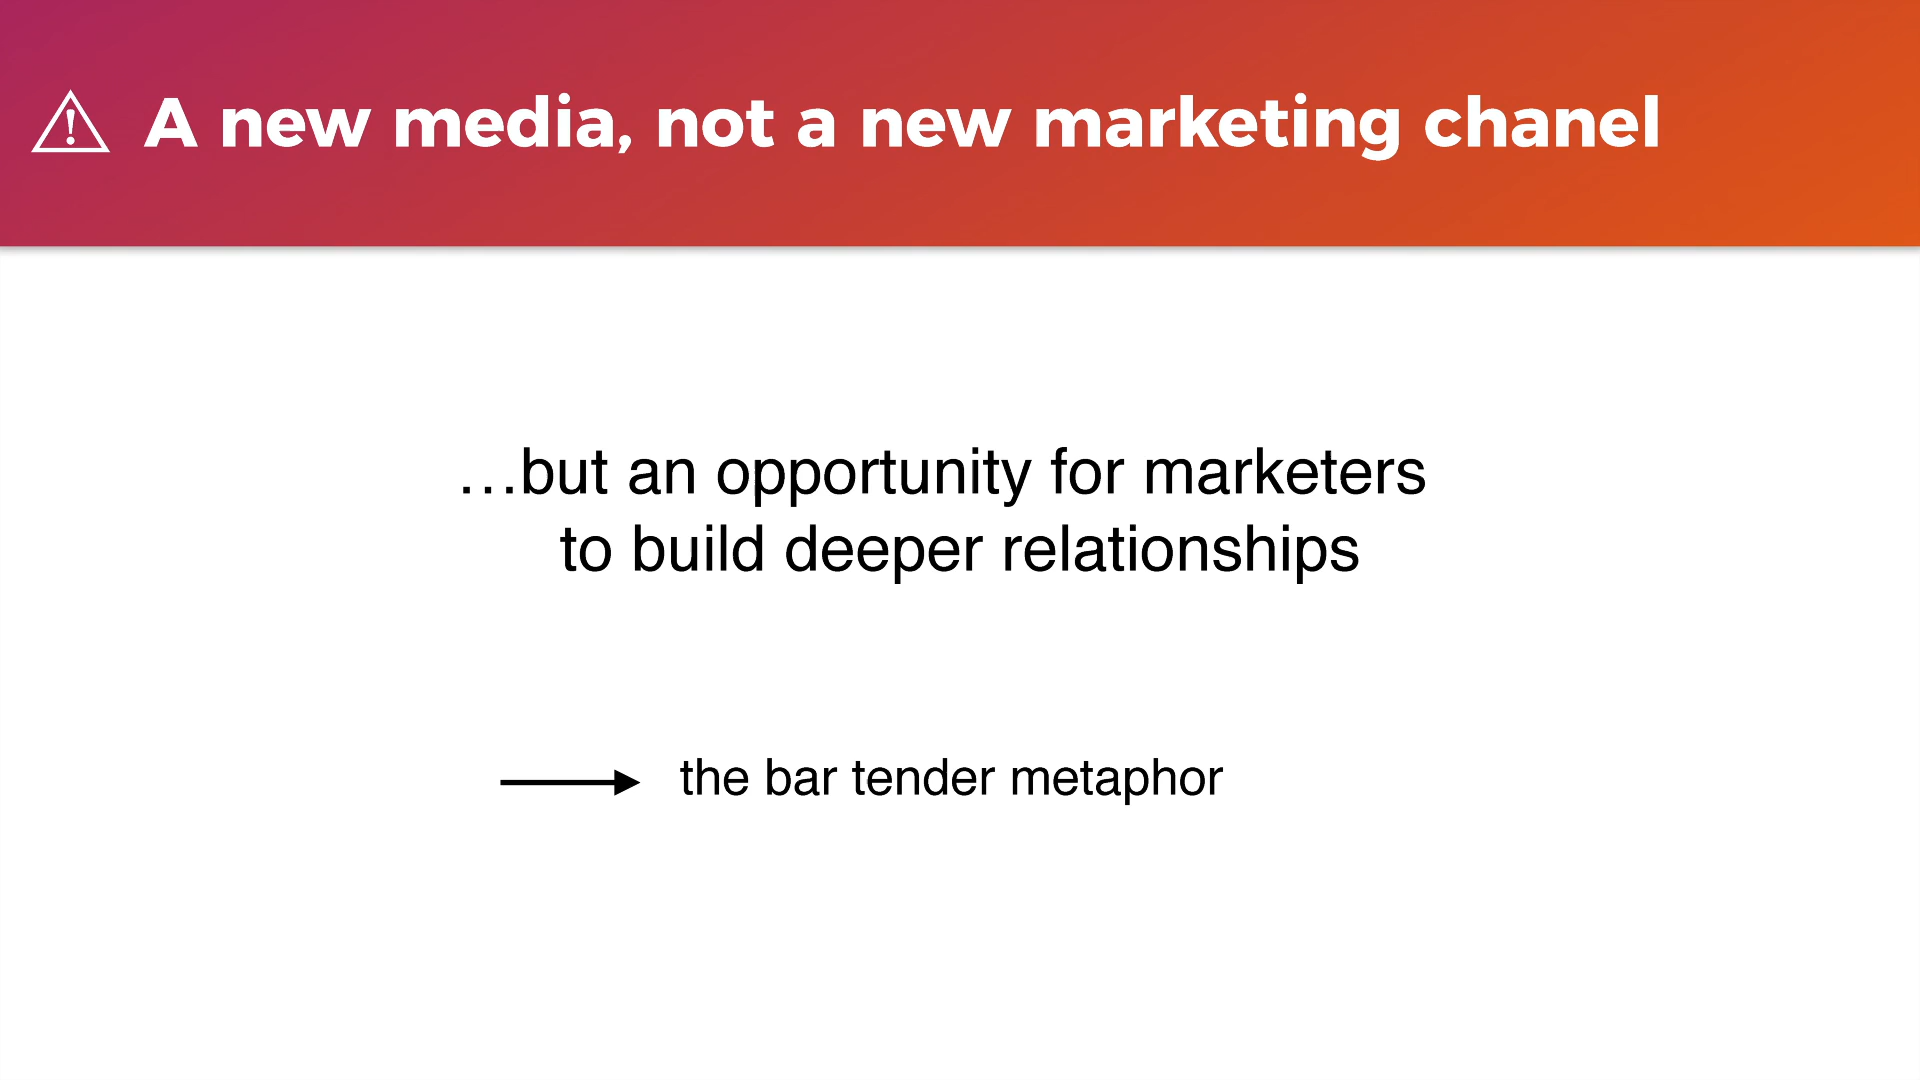 ⚠ A new media, not a new marketing chanel
…but an opportunity for marketers
to build deeper relationships
the bar tender metaphor